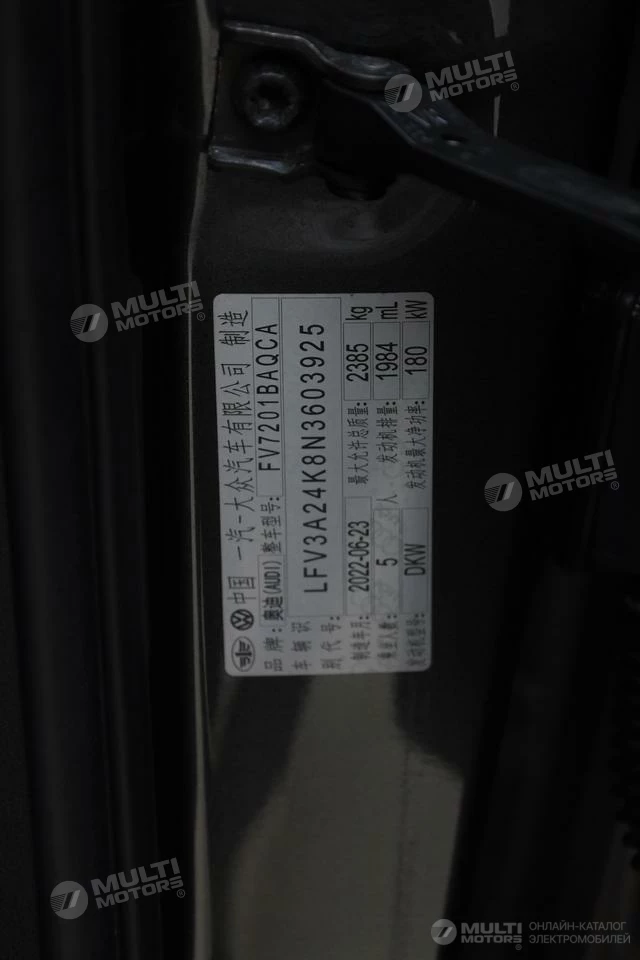 中国 一汽-大众汽车有限公司 制造
品牌: 奥迪(AUDI) 整车型号: FV7201BAQCA
车辆识别代号: LFV3A24K8N3603925
制造年月: 2022-06-23 最大允许总质量: 2385 kg
乘坐人数: 5 人 发动机排量: 1984 mL
发动机型号: DKW 发动机最大净功率: 180 kW
MULTI
MOTORS
MULTI
MOTORS
MULTI
MOTORS
MULTI
MOTORS
MULTI
MOTORS
ОНЛАЙН-КАТАЛОГ
ЭЛЕКТРОМОБИЛЕЙ